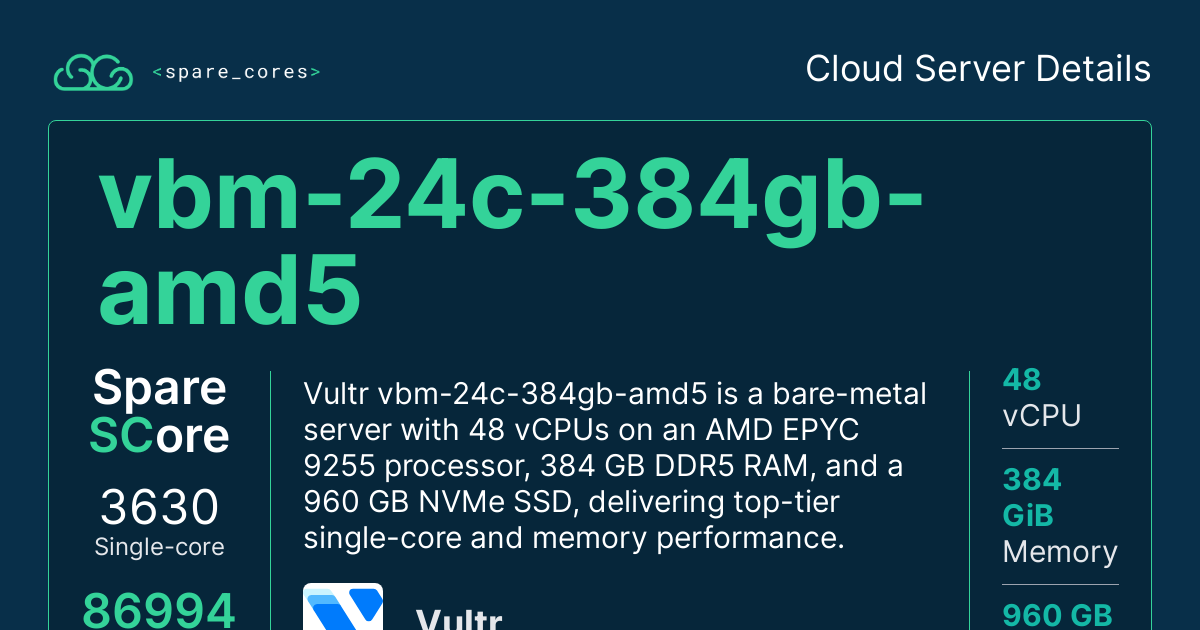 <spare_cores>
Cloud Server Details
vbm-24c-384gb-
amd5
Spare
SCore
3630
Single-core
86994
Vultr vbm-24c-384gb-amd5 is a bare-metal
server with 48 vCPUs on an AMD EPYC
9255 processor, 384 GB DDR5 RAM, and a
960 GB NVMe SSD, delivering top-tier
single-core and memory performance.
Vultr
48
vCPU
384
GiB
Memory
960 GB